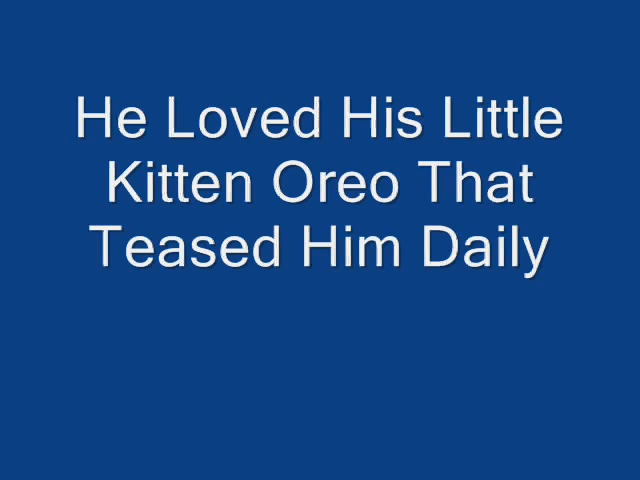 He Loved His Little
Kitten Oreo That
Teased Him Daily